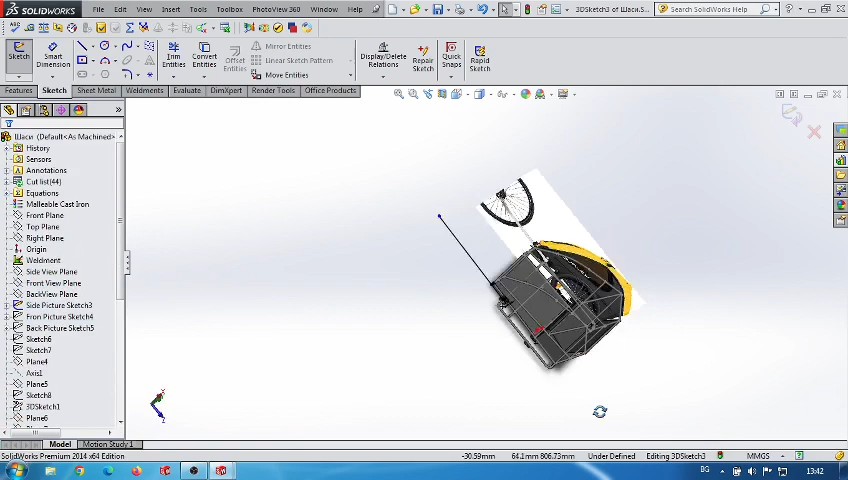 SOLIDWORKS File Edit View Insert Tools Toolbox PhotoView 360 Window Help 3DSketch3 of Шаси.S... Search SolidWorks Help
Sketch Smart Dimension Trim Entities Convert Entities Offset Entities Mirror Entities Linear Sketch Pattern Move Entities Display/Delete Relations Repair Sketch Quick Snaps Rapid Sketch
Features Sketch Sheet Metal Weldments Evaluate DimXpert Render Tools Office Products
Шаси (Default<As Machined>
History
Sensors
Annotations
Cut list(44)
Equations
Malleable Cast Iron
Front Plane
Top Plane
Right Plane
Origin
Weldment
Side View Plane
Front View Plane
BackView Plane
Side Picture Sketch3
Fron Picture Sketch4
Back Picture Sketch5
Sketch6
Sketch7
Plane4
Axis1
Plane5
Sketch8
3DSketch1
Plane6
Model Motion Study 1
SolidWorks Premium 2014 x64 Edition -30.59mm 64.1mm 806.73mm Under Defined Editing 3DSketch3 MMGS
BG 13:42